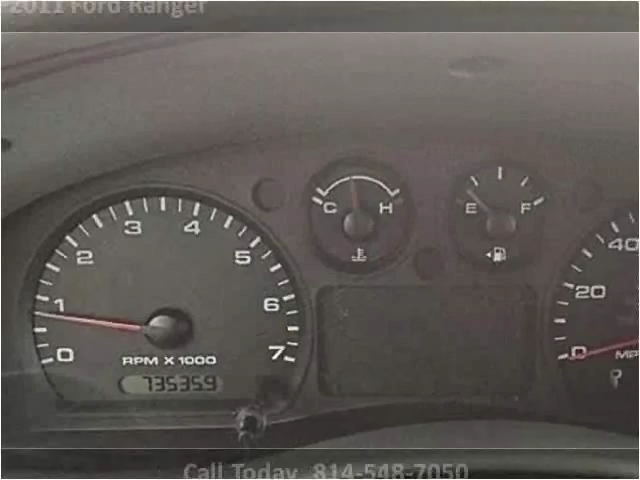 2011 Ford Ranger
C H
E F
3 4
2 5
1 6
0 7
RPM X 1000
735359
40
20
0
MP
Call Today 814-548-7050